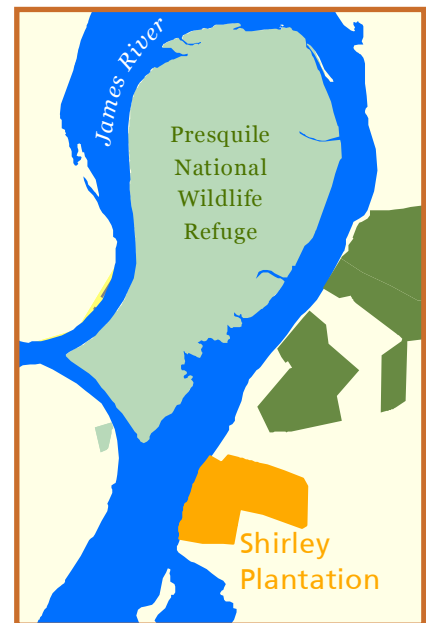 James River
Presquile
National
Wildlife
Refuge
Shirley
Plantation